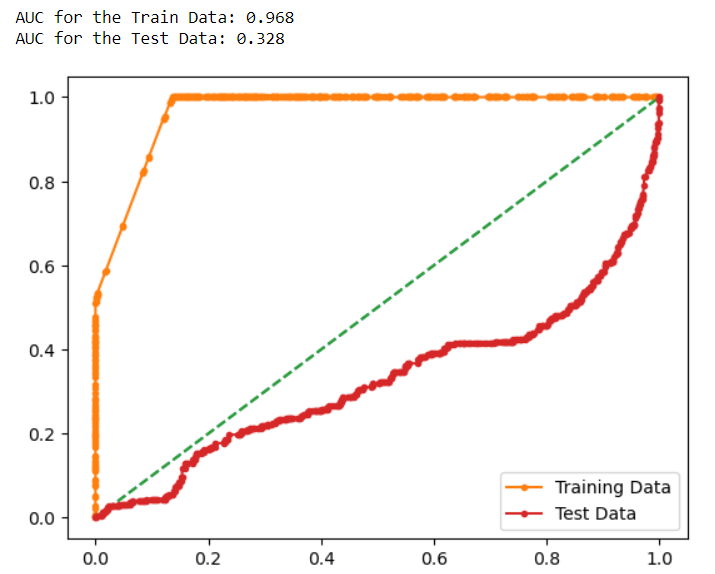 AUC for the Train Data: 0.968
AUC for the Test Data: 0.328
1.0
0.8
0.6
0.4
0.2
0.0
Training Data
Test Data
0.0 0.2 0.4 0.6 0.8 1.0